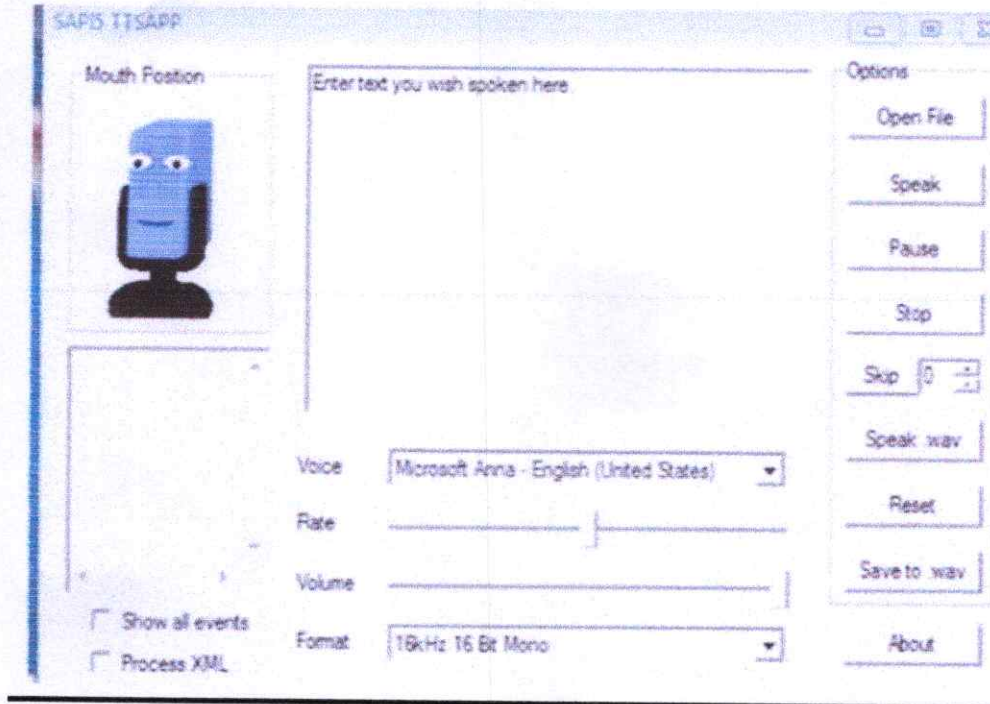 SAPI5 TTSAPP
Mouth Position
Enter text you wish spoken here.
Options
Open File
Speak
Pause
Stop
Skip 0
Speak .wav
Reset
Save to .wav
About
Voice Microsoft Anna - English (United States)
Rate
Volume
Format 16kHz 16 Bit Mono
Show all events
Process XML